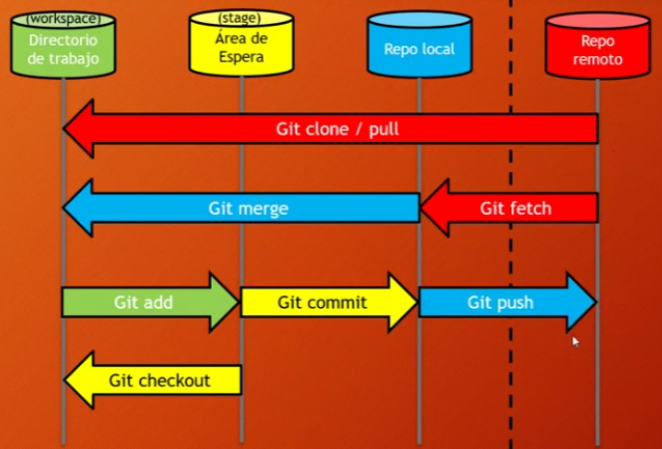 (workspace)
Directorio
de trabajo
(stage)
Área de
Espera
Repo local
Repo
remoto
Git clone / pull
Git merge
Git fetch
Git add
Git commit
Git push
Git checkout